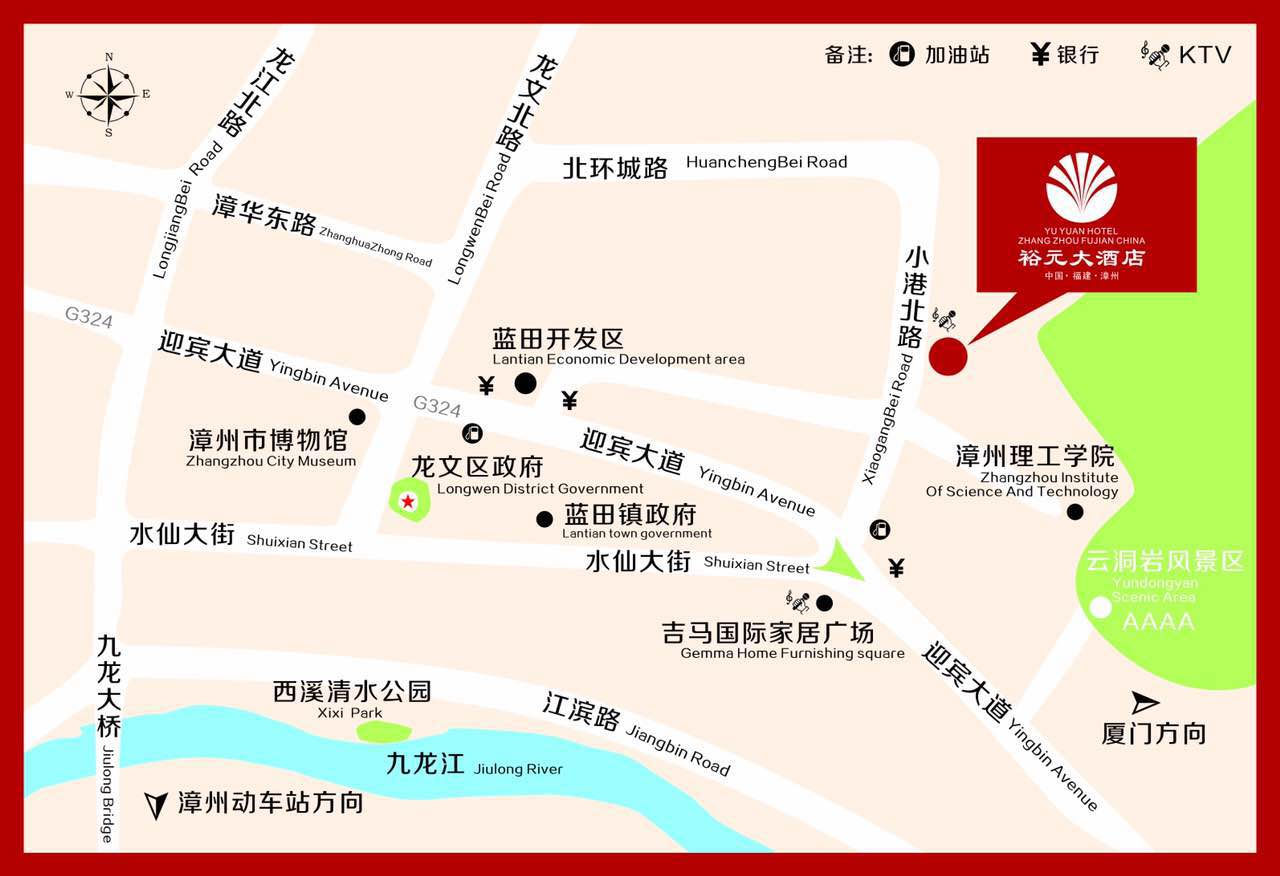 备注: 加油站 ¥银行 KTV
N
W E
S
龙江北路
LongjiangBei Road
龙文北路
LongwenBei Road
北环城路 HuanchengBei Road
YU YUAN HOTEL
ZHANG ZHOU FUJIAN CHINA
裕元大酒店
中国·福建·漳州
漳华东路 ZhanghuaZhong Road
小港北路
XiaogangBei Road
G324
迎宾大道 Yingbin Avenue
蓝田开发区
Lantian Economic Development area
¥
¥
G324
漳州市博物馆
Zhangzhou City Museum
迎宾大道 Yingbin Avenue
漳州理工学院
Zhangzhou Institute
Of Science And Technology
龙文区政府
Longwen District Government
蓝田镇政府
Lantian town government
水仙大街 Shuixian Street
水仙大街 Shuixian Street
¥
云洞岩风景区
Yundongyan
Scenic Area
AAAA
吉马国际家居广场
Gemma Home Furnishing square
九龙大桥
Jiulong Bridge
迎宾大道 Yingbin Avenue
西溪清水公园
Xixi Park
江滨路 Jiangbin Road
厦门方向
九龙江 Jiulong River
漳州动车站方向